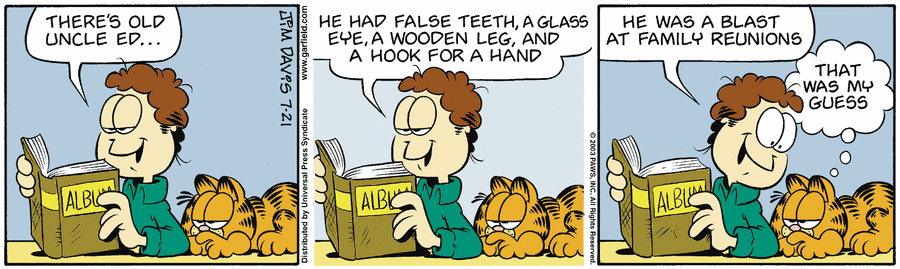 THERE'S OLD
UNCLE ED...
ALBUM
JIM DAVIS 7-21
www.garfield.com
Distributed by Universal Press Syndicate
HE HAD FALSE TEETH, A GLASS
EYE, A WOODEN LEG, AND
A HOOK FOR A HAND
ALBUM
© 2003 PAWS, INC. All Rights Reserved.
HE WAS A BLAST
AT FAMILY REUNIONS
THAT
WAS MY
GUESS
ALBUM